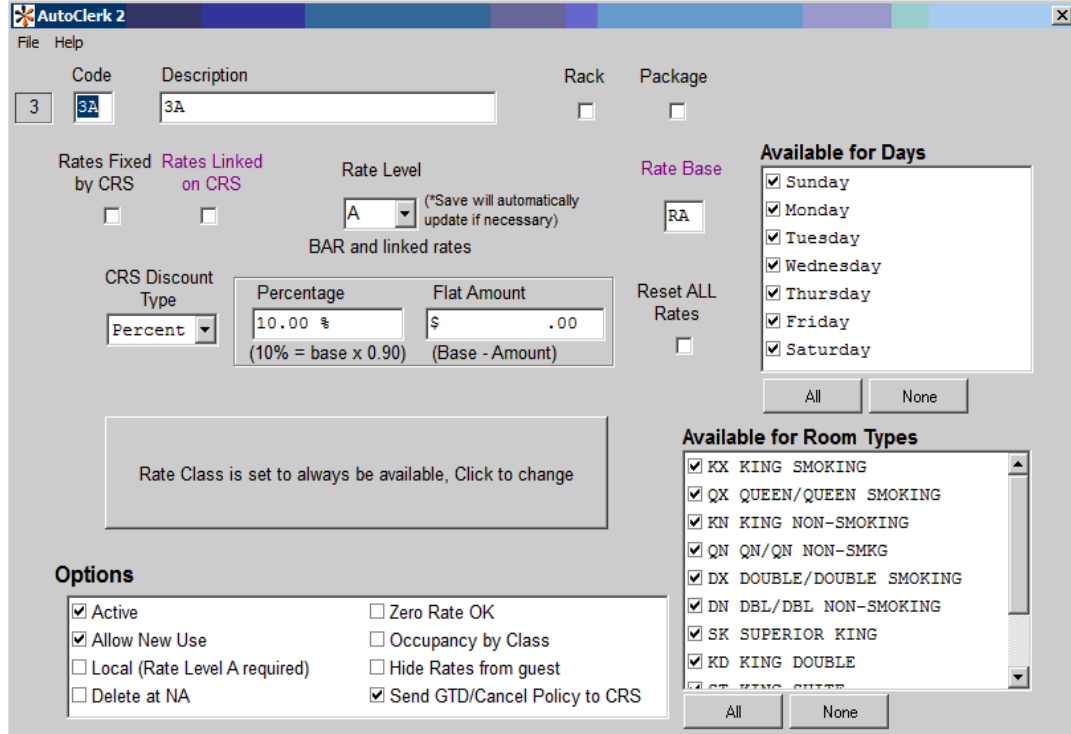 AutoClerk 2
File Help
Code Description Rack Package
3 3A 3A
Rates Fixed by CRS
Rates Linked on CRS
Rate Level
A
(*Save will automatically
update if necessary)
BAR and linked rates
Rate Base
RA
CRS Discount
Type
Percent
Percentage
10.00 %
(10% = base x 0.90)
Flat Amount
$ .00
(Base - Amount)
Reset ALL
Rates
Available for Days
Sunday
Monday
Tuesday
Wednesday
Thursday
Friday
Saturday
All None
Rate Class is set to always be available, Click to change
Available for Room Types
KX KING SMOKING
QX QUEEN/QUEEN SMOKING
KN KING NON-SMOKING
QN QN/QN NON-SMKG
DX DOUBLE/DOUBLE SMOKING
DN DBL/DBL NON-SMOKING
SK SUPERIOR KING
KD KING DOUBLE
ST KING SUITE
All None
Options
Active
Allow New Use
Local (Rate Level A required)
Delete at NA
Zero Rate OK
Occupancy by Class
Hide Rates from guest
Send GTD/Cancel Policy to CRS